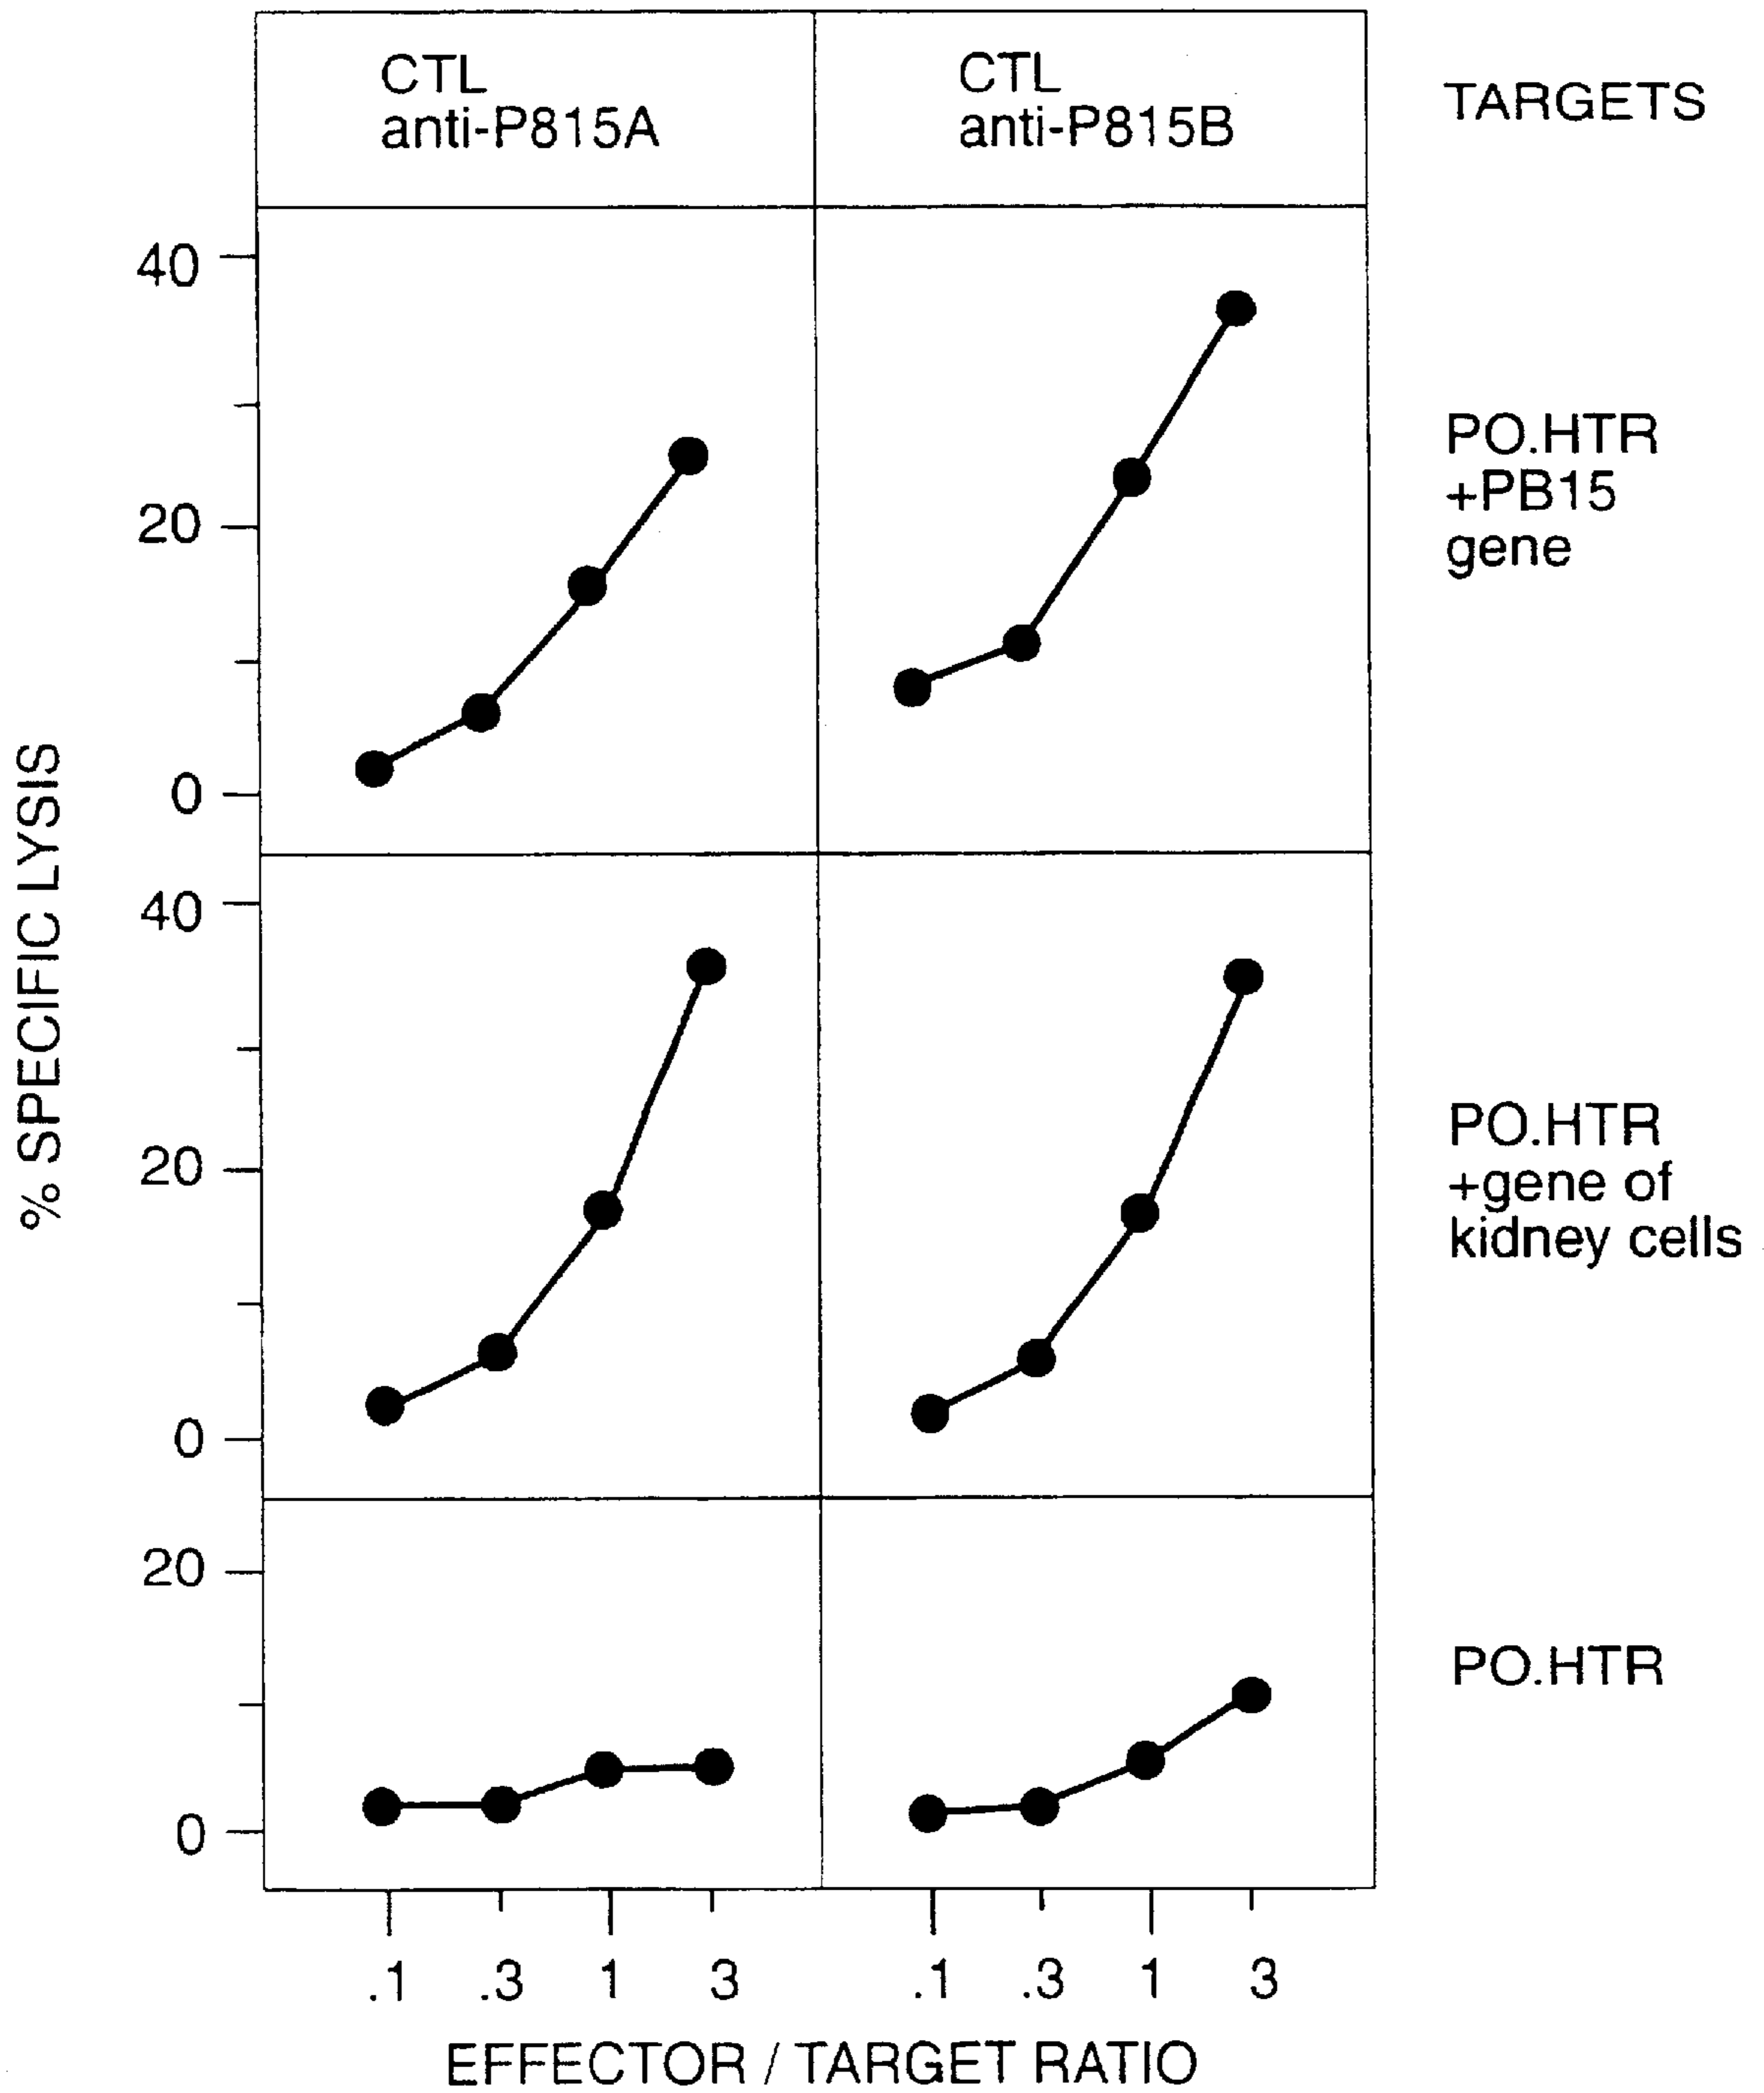 CTL
anti-P815A
CTL
anti-P815B
TARGETS
40
20
0
PO.HTR
+PB15
gene
% SPECIFIC LYSIS
40
20
0
PO.HTR
+gene of
kidney cells
20
0
PO.HTR
.1 .3 1 3 .1 .3 1 3
EFFECTOR / TARGET RATIO